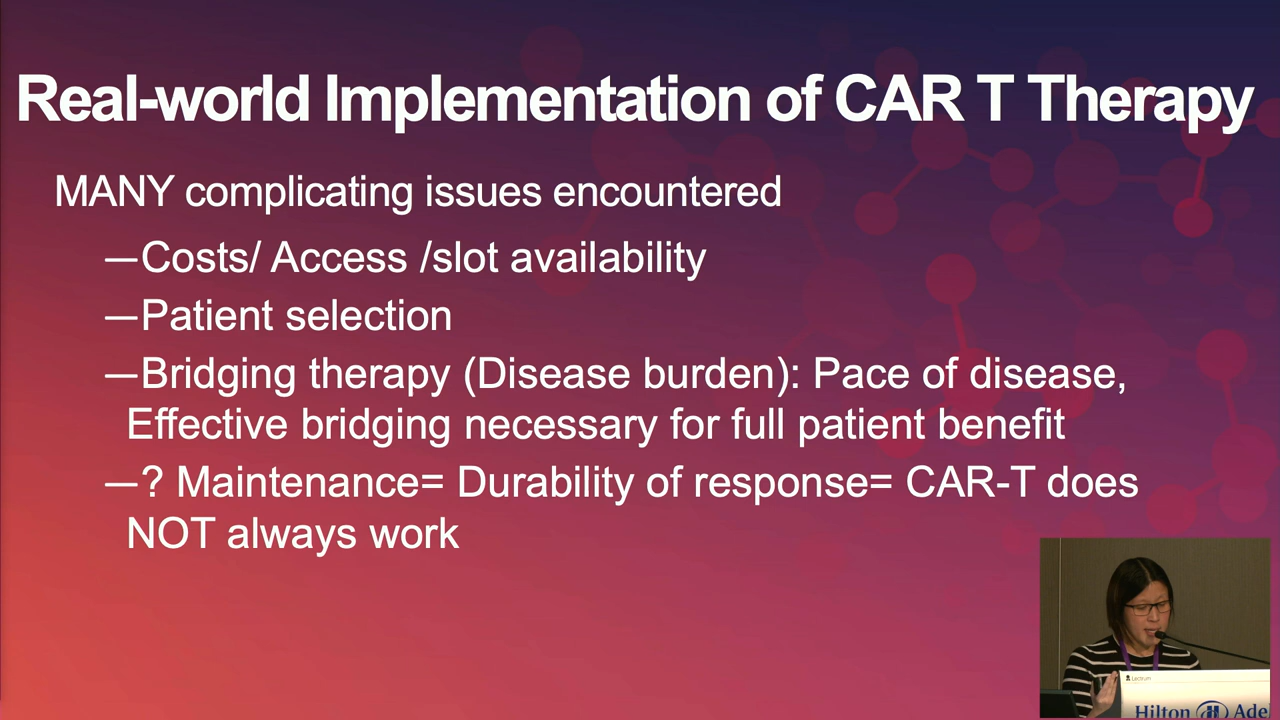 Real-world Implementation of CAR T Therapy
MANY complicating issues encountered
—Costs/ Access /slot availability
—Patient selection
—Bridging therapy (Disease burden): Pace of disease,
Effective bridging necessary for full patient benefit
—? Maintenance= Durability of response= CAR-T does
NOT always work
Lectrum
Hilton Ade